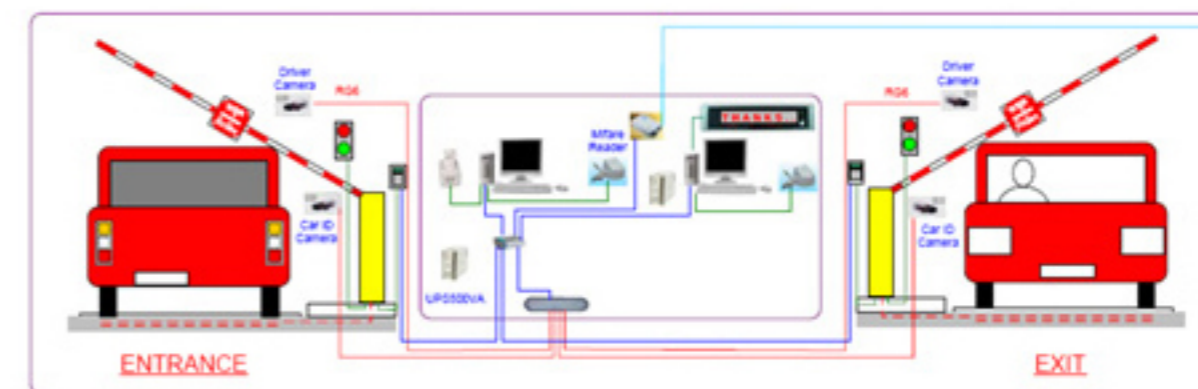 Driver
Camera
RG6
Mifare
Reader
THANKS
RG6
Driver
Camera
Car ID
Camera
Car ID
Camera
UPS500VA
ENTRANCE
EXIT